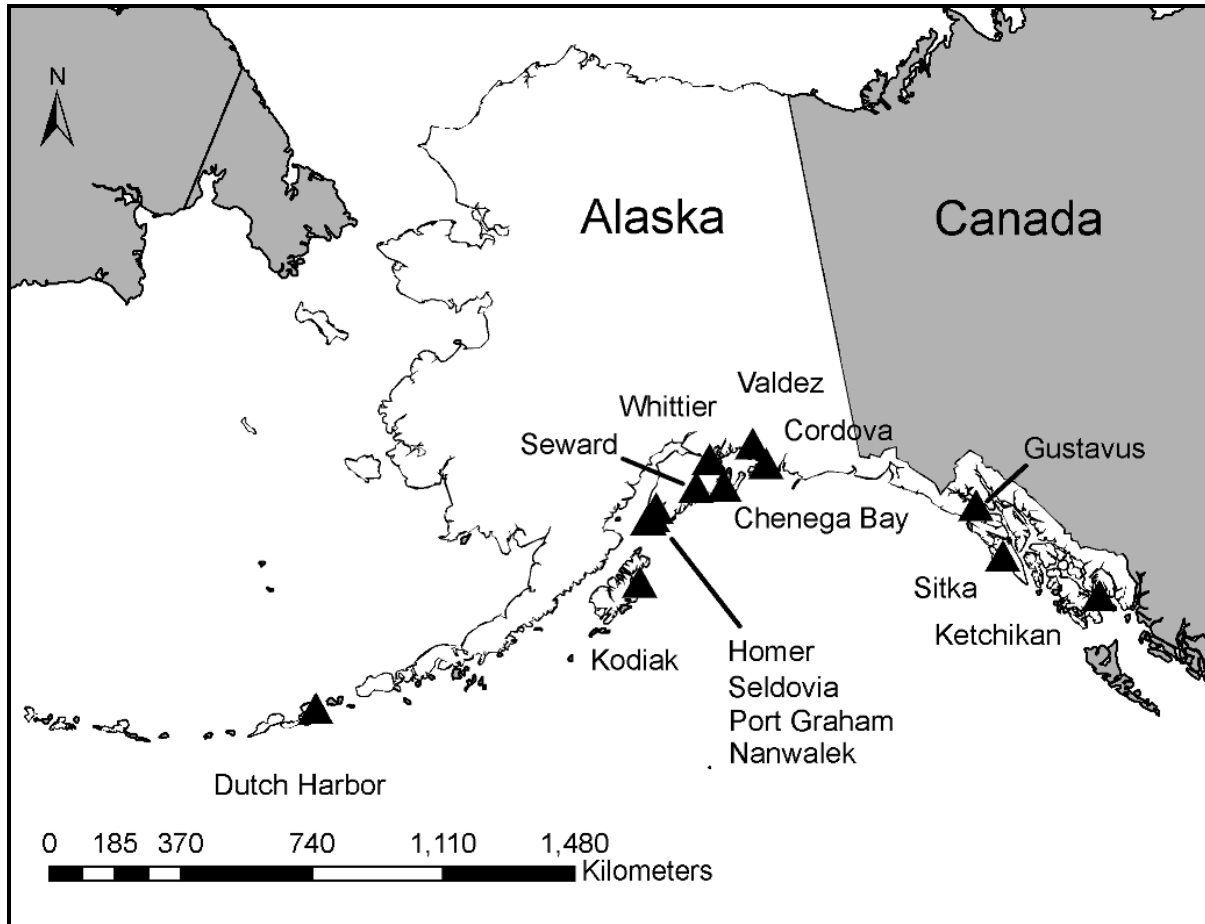 N
Alaska
Canada
Valdez
Whittier
Cordova
Seward
Gustavus
Chenega Bay
Sitka
Ketchikan
Kodiak
Homer
Seldovia
Port Graham
Nanwalek
Dutch Harbor
0 185 370 740 1,110 1,480
Kilometers